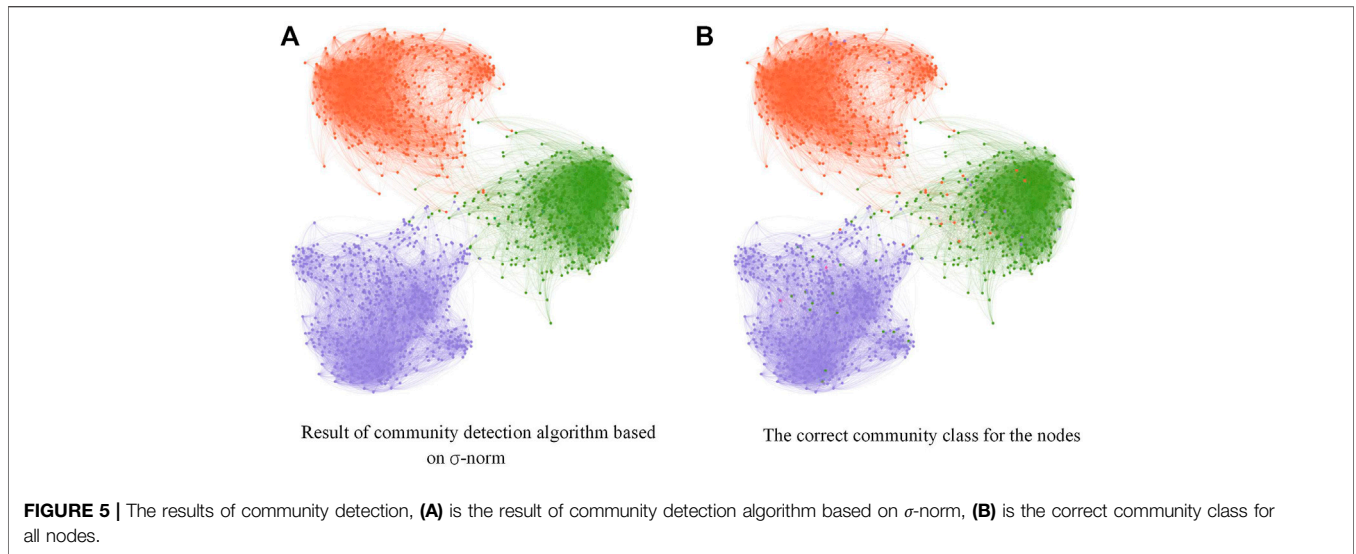 A
B
Result of community detection algorithm based
on σ-norm
The correct community class for the nodes
FIGURE 5 | The results of community detection, (A) is the result of community detection algorithm based on σ-norm, (B) is the correct community class for
all nodes.